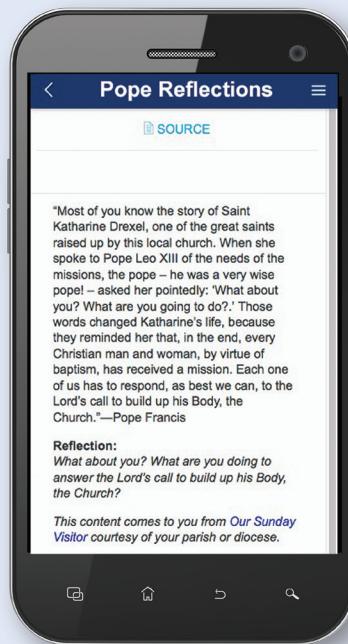 Pope Reflections
SOURCE
“Most of you know the story of Saint
Katharine Drexel, one of the great saints
raised up by this local church. When she
spoke to Pope Leo XIII of the needs of the
missions, the pope – he was a very wise
pope! – asked her pointedly: ‘What about
you? What are you going to do?.’ Those
words changed Katharine’s life, because
they reminded her that, in the end, every
Christian man and woman, by virtue of
baptism, has received a mission. Each one
of us has to respond, as best we can, to the
Lord’s call to build up his Body, the
Church.”—Pope Francis
Reflection:
What about you? What are you doing to
answer the Lord’s call to build up his Body,
the Church?
This content comes to you from Our Sunday
Visitor courtesy of your parish or diocese.